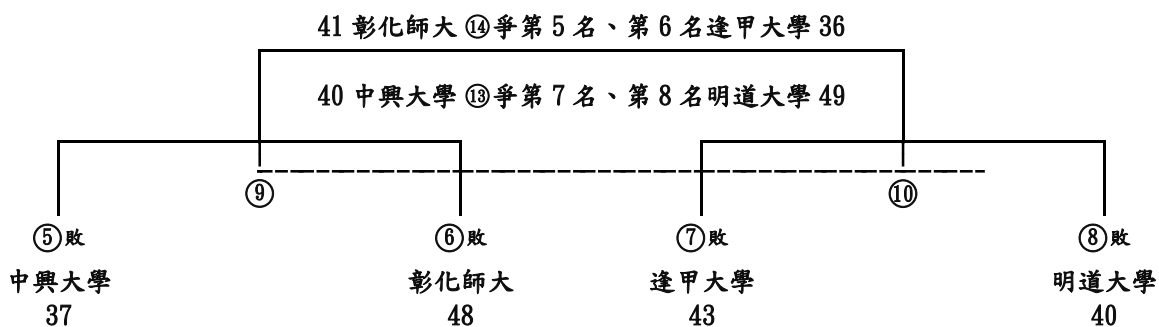 41 彰化師大 ⑭爭第 5 名、第 6 名逢甲大學 36
40 中興大學 ⑬爭第 7 名、第 8 名明道大學 49
⑨ ⑩
⑤敗 ⑥敗 ⑦敗 ⑧敗
中興大學 彰化師大 逢甲大學 明道大學
37 48 43 40